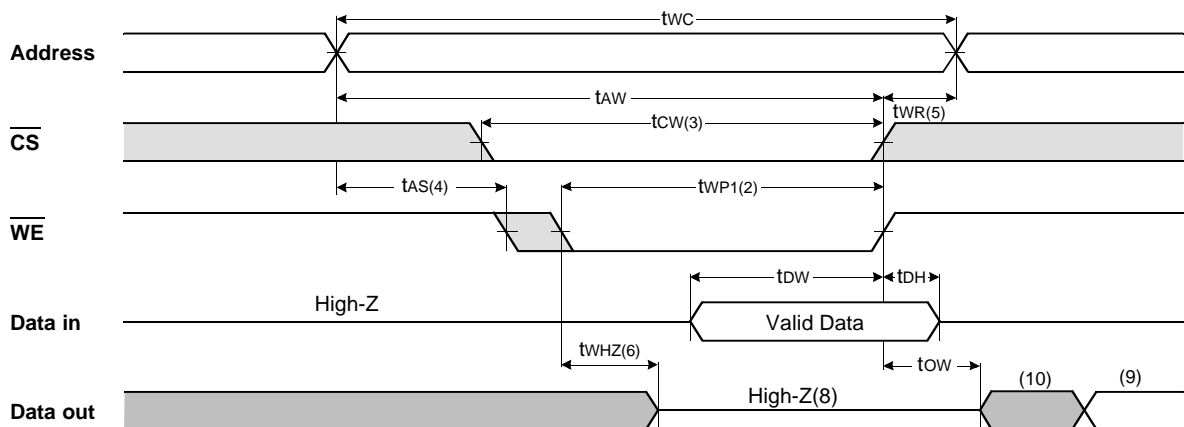 tWC
Address
tAW
tCW(3)
tWR(5)
CS
tAS(4)
tWP1(2)
WE
tDW
tDH
High-Z
Data in
Valid Data
tWHZ(6)
tOW
(10)
(9)
High-Z(8)
Data out